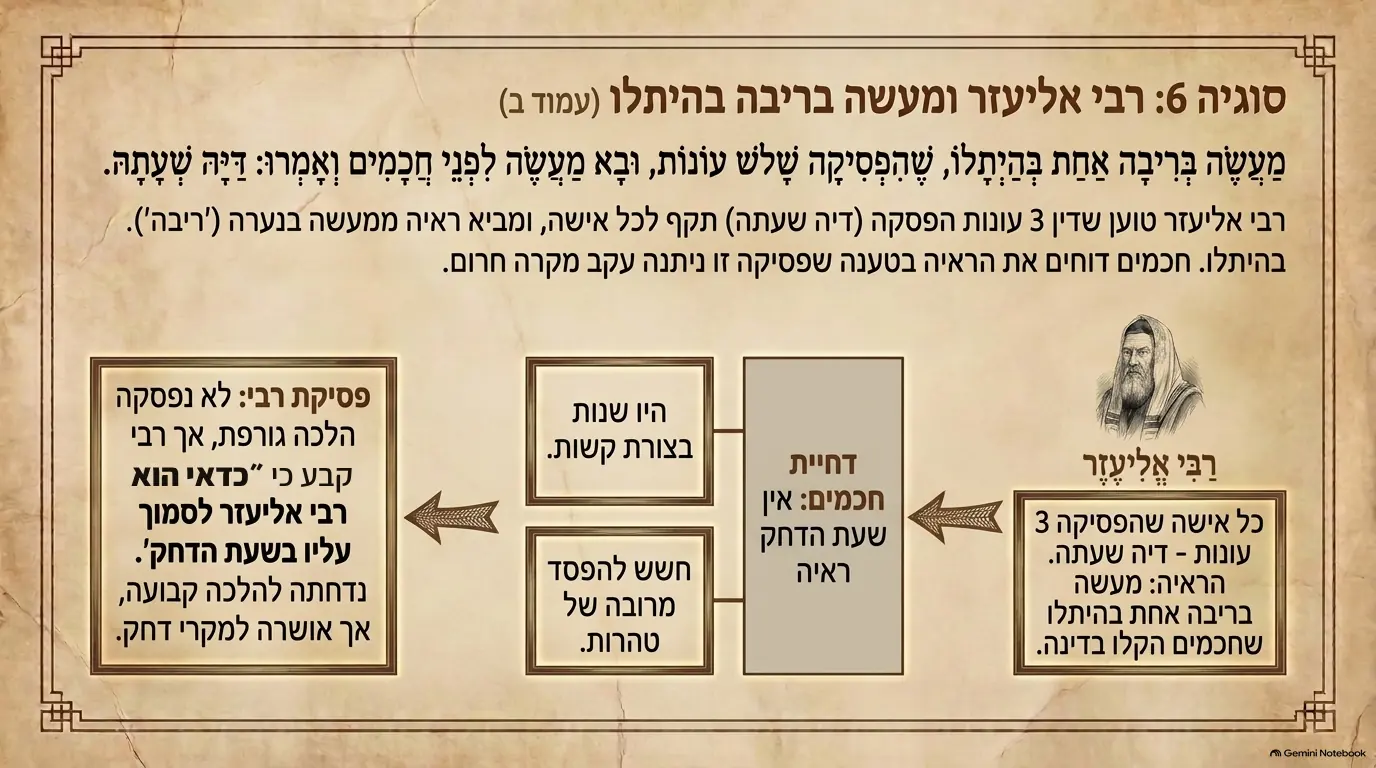 סוגיה 6: רבי אליעזר ומעשה בריבה בהיתלו (עמוד ב)
מַעֲשֶׂה בְּרִיבָה אַחַת בְּהַיְתְלוֹ, שֶׁהִפְסִיקָה שָׁלֹשׁ עוֹנוֹת, וּבָא מַעֲשֶׂה לִפְנֵי חֲכָמִים וְאָמְרוּ: דַּיָּהּ שְׁעָתָהּ.
רבי אליעזר טוען שדין 3 עונות הפסקה (דיה שעתה) תקף לכל אישה, ומביא ראיה ממעשה בנערה ('ריבה').
בהיתלו. חכמים דוחים את הראיה בטענה שפסיקה זו ניתנה עקב מקרה חרום.
רַבִּי אֱלִיעֶזֶר
כל אישה שהפסיקה 3
עונות - דיה שעתה.
הראיה: מעשה
בריבה אחת בהיתלו
שחכמים הקלו בדינה.
דחיית
חכמים: אין
שעת הדחק
ראיה
היו שנות
בצורת קשות.
חשש להפסד
מרובה של
טהרות.
פסיקת רבי: לא נפסקה
הלכה גורפת, אך רבי
קבע כי "כדאי הוא
רבי אליעזר לסמוך
עליו בשעת הדחק'.
נדחתה להלכה קבועה,
אך אושרה למקרי דחק.
Gemini Notebook